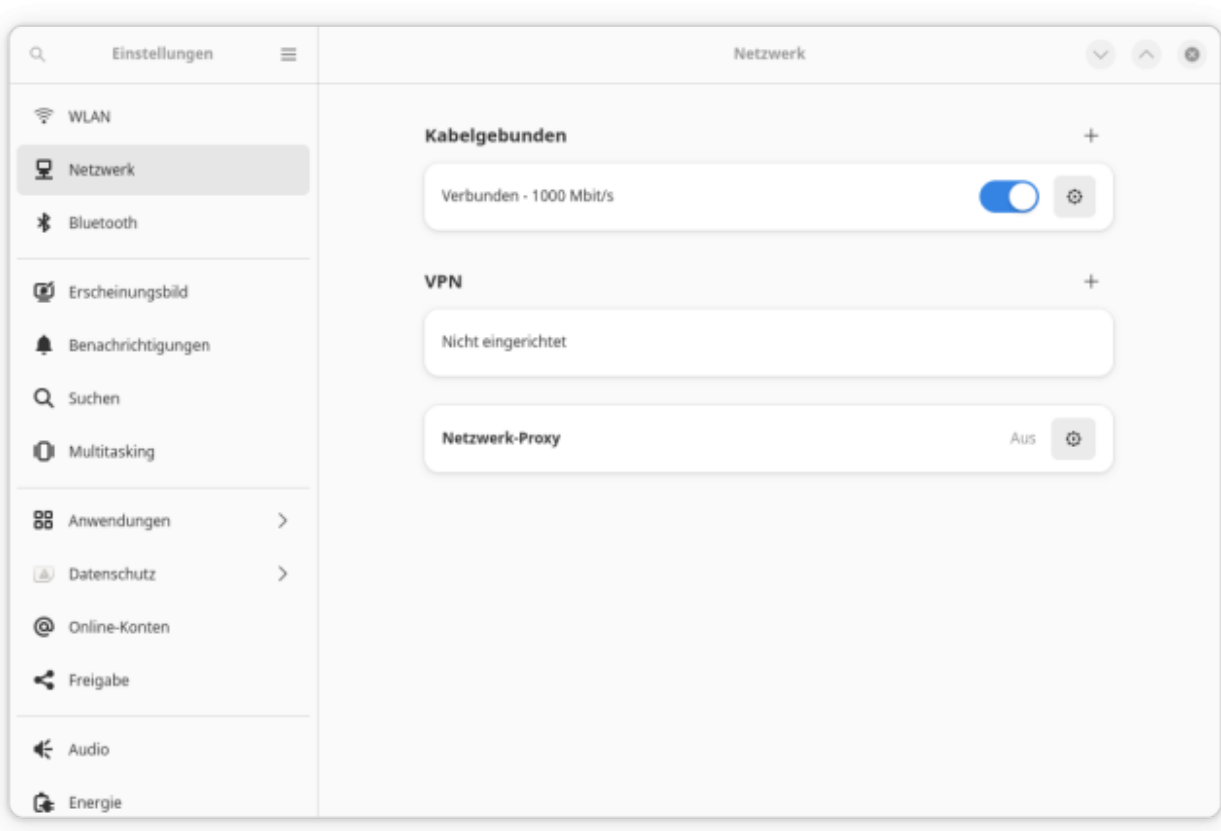 Einstellungen
Netzwerk
WLAN
Netzwerk
Bluetooth
Erscheinungsbild
Benachrichtigungen
Suchen
Multitasking
Anwendungen
Datenschutz
Online-Konten
Freigabe
Audio
Energie
Kabelgebunden
Verbunden - 1000 Mbit/s
VPN
Nicht eingerichtet
Netzwerk-Proxy Aus